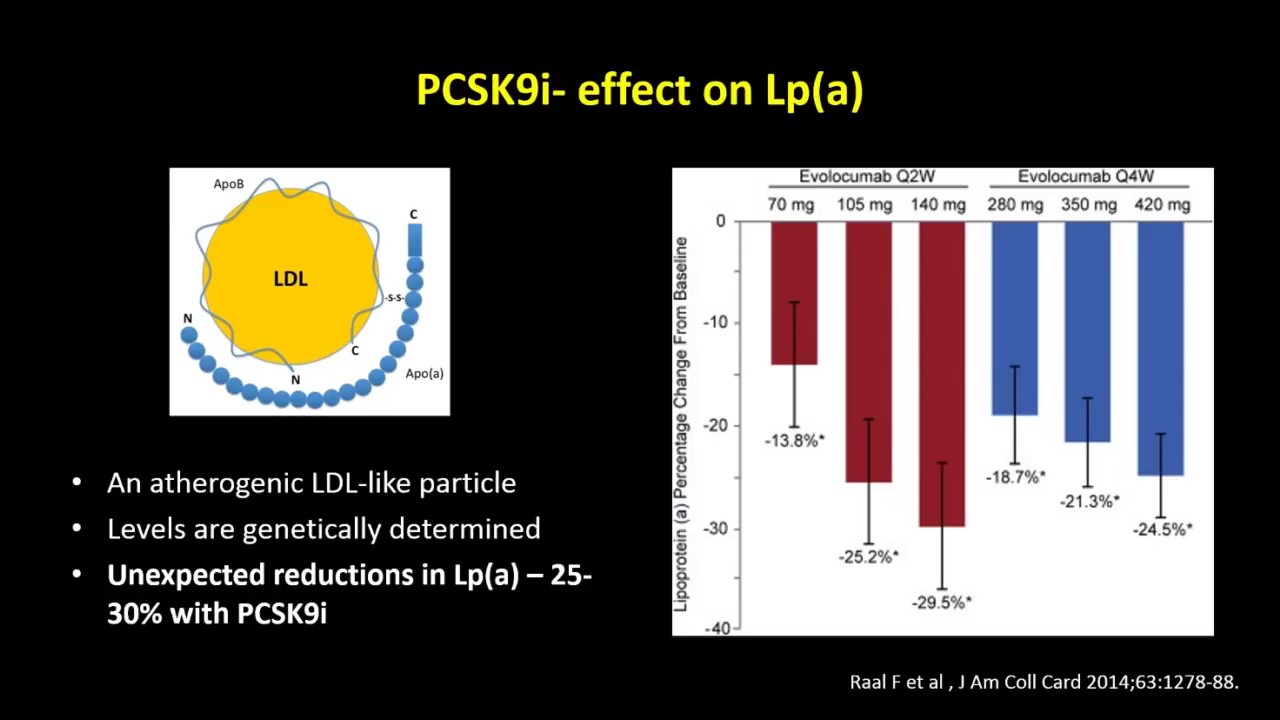 PCSK9i- effect on Lp(a)
ApoB
LDL
C
-s-s-
N
C
N
Apo(a)
• An atherogenic LDL-like particle
• Levels are genetically determined
• Unexpected reductions in Lp(a) – 25-
30% with PCSK9i
Evolocumab Q2W Evolocumab Q4W
70 mg 105 mg 140 mg 280 mg 350 mg 420 mg
Lipoprotein (a) Percentage Change From Baseline
0
-10
-20
-30
-40
-13.8%*
-25.2%*
-29.5%*
-18.7%*
-21.3%*
-24.5%*
Raal F et al , J Am Coll Card 2014;63:1278-88.